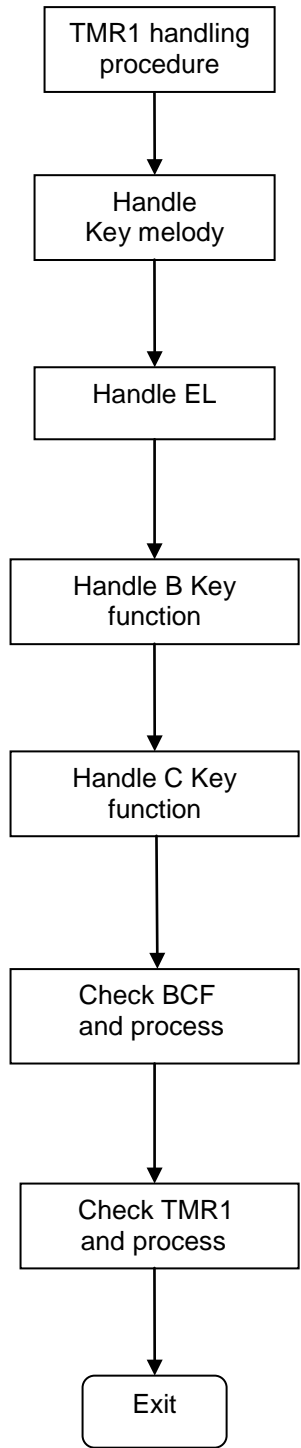 TMR1 handling
procedure
Handle
Key melody
Handle EL
Handle B Key
function
Handle C Key
function
Check BCF
and process
Check TMR1
and process
Exit